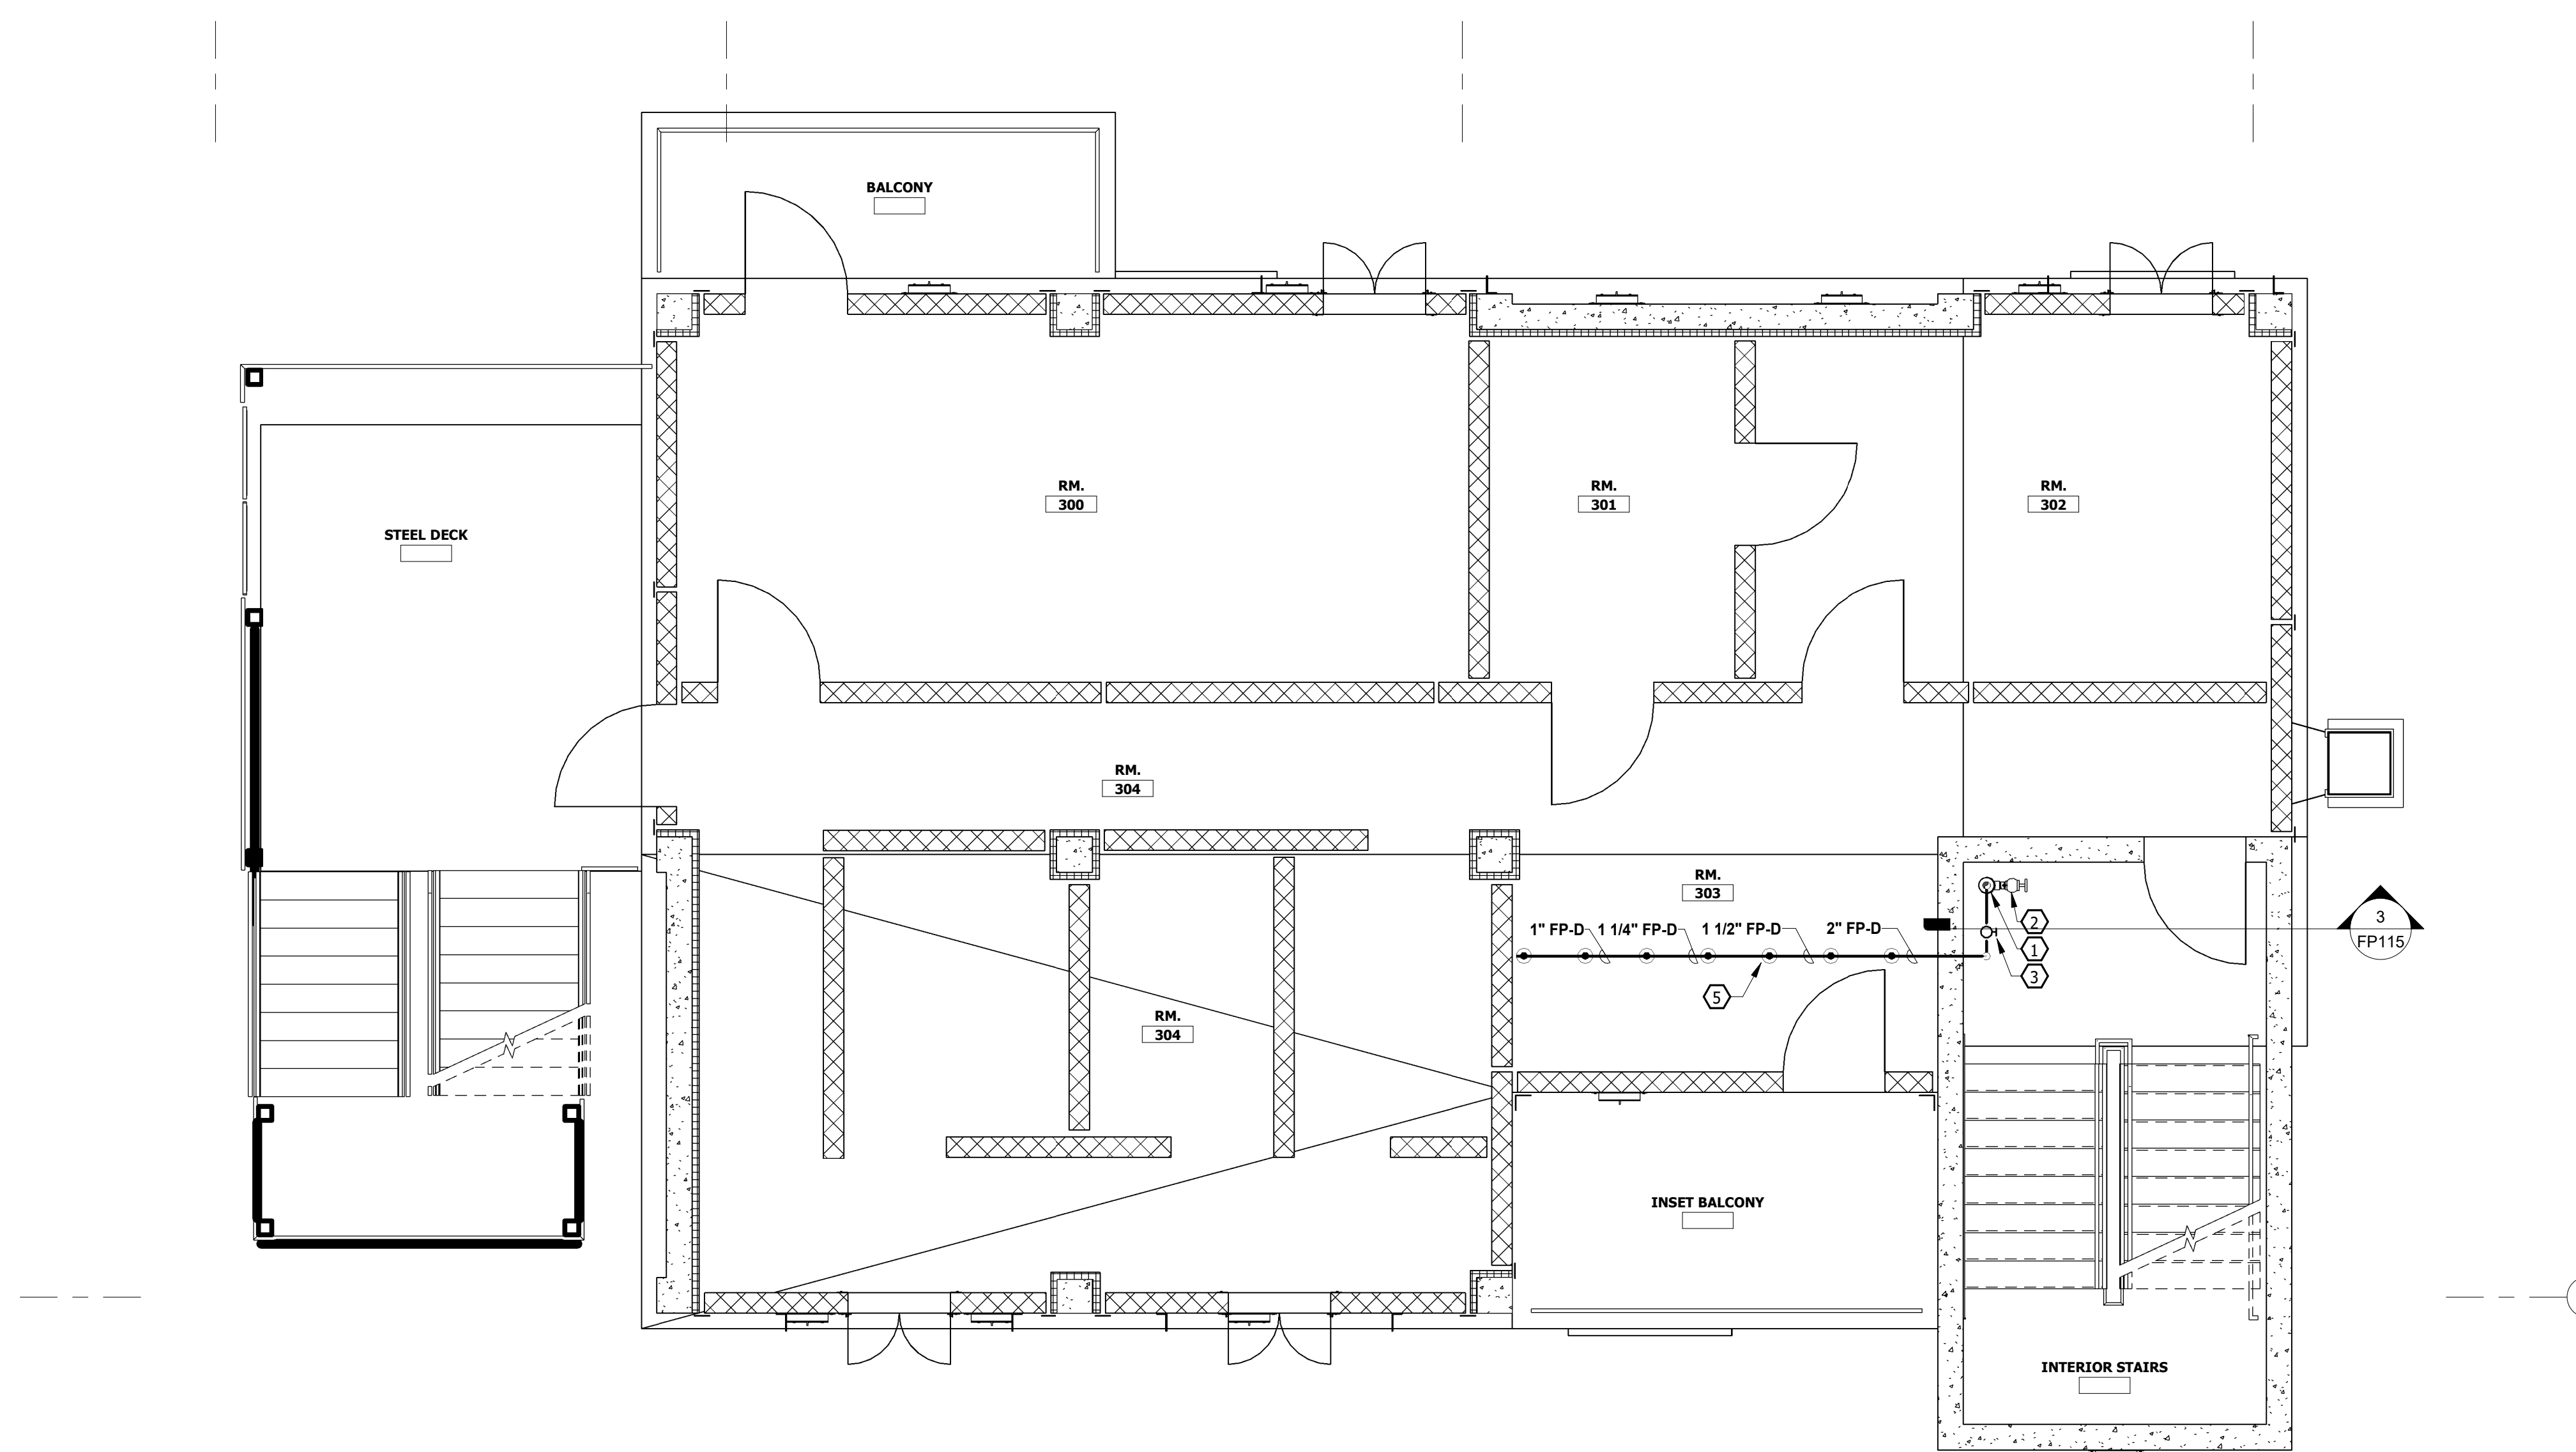 BALCONY
RM.
300
RM.
301
RM.
302
STEEL DECK
RM.
304
RM.
303
1" FP-D 1 1/4" FP-D 1 1/2" FP-D 2" FP-D
2
1
3
3
FP115
5
RM.
304
INSET BALCONY
INTERIOR STAIRS